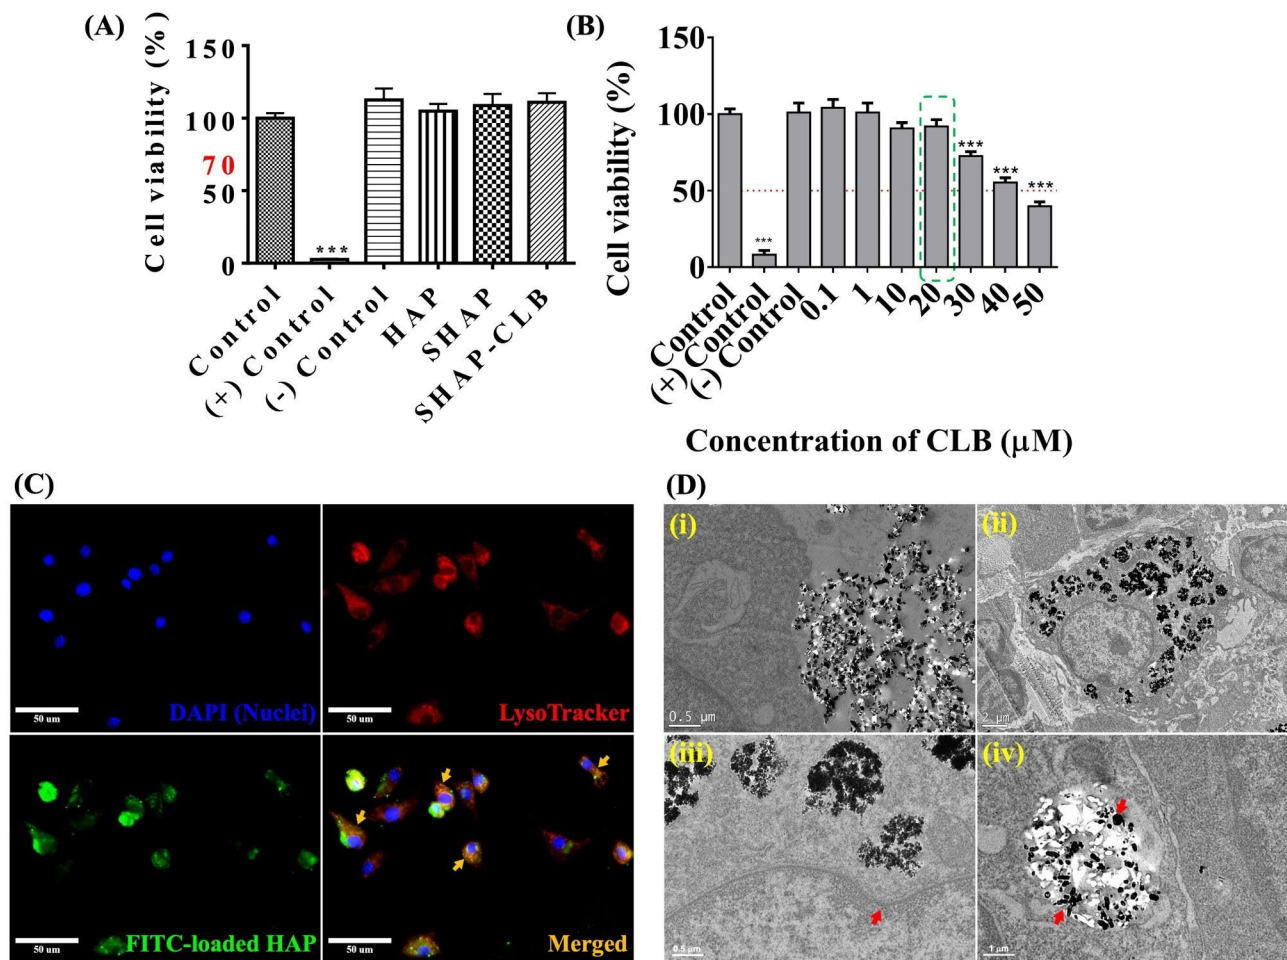 (A)
Cell viability (%)
150
100
70
50
0
***
Control
(+) Control
(-) Control
HAP
SHAP
SHAP-CLB
(B)
Cell viability (%)
150
100
50
0
***
***
***
***
Control
(+) Control
(-) Control
0.1
1
10
20
30
40
50
Concentration of CLB (μM)
(C)
50 um
DAPI (Nuclei)
50 um
LysoTracker
50 um
FITC-loaded HAP
50 um
Merged
(D)
(i)
0.5 μm
(ii)
2 μm
(iii)
0.5 μm
(iv)
1 μm